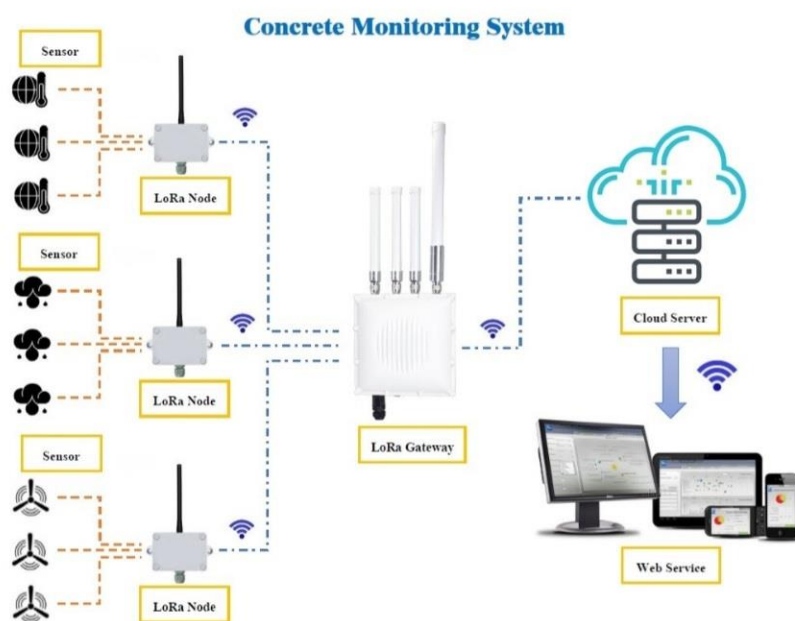 Concrete Monitoring System
Sensor
LoRa Node
Sensor
LoRa Node
Sensor
LoRa Node
LoRa Gateway
Cloud Server
Web Service